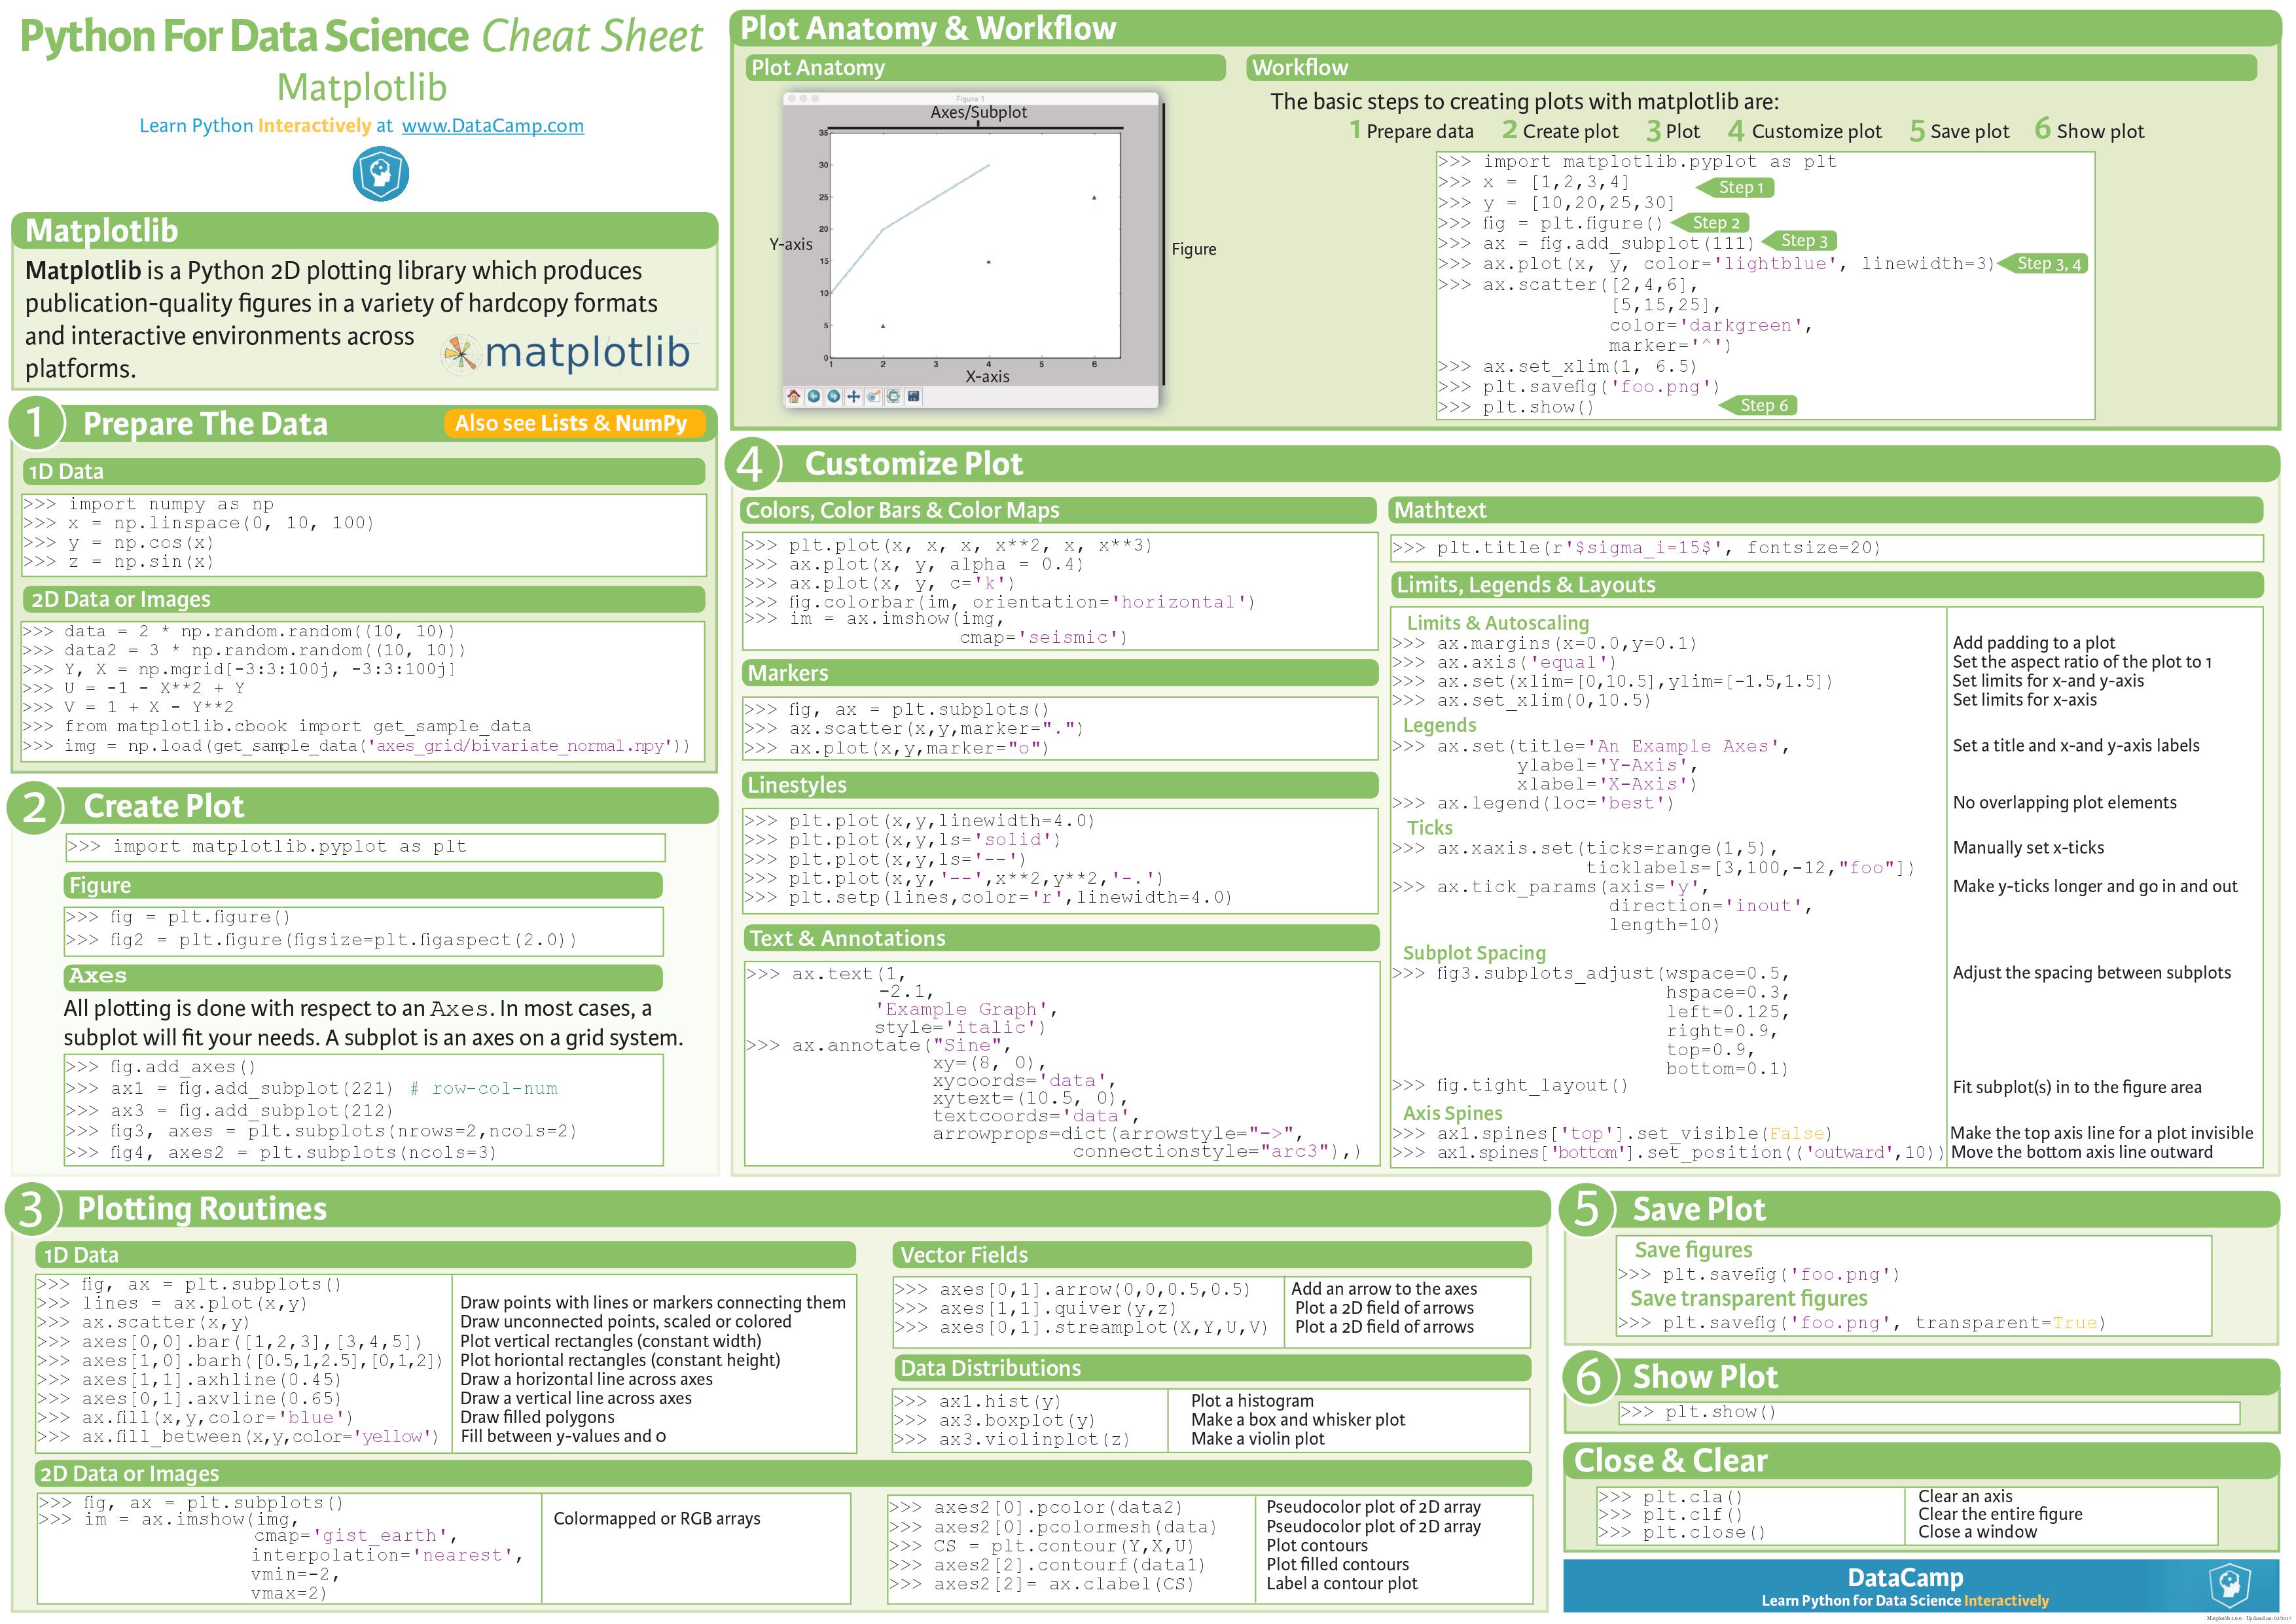 Python For Data Science Cheat Sheet
Matplotlib
Learn Python Interactively at www.DataCamp.com
Matplotlib
Matplotlib is a Python 2D plotting library which produces
publication-quality figures in a variety of hardcopy formats
and interactive environments across
platforms.
matplotlib
1 Prepare The Data
Also see Lists & NumPy
1D Data
>>> import numpy as np
>>> x = np.linspace(0, 10, 100)
>>> y = np.cos(x)
>>> z = np.sin(x)
2D Data or Images
>>> data = 2 * np.random.random((10, 10))
>>> data2 = 3 * np.random.random((10, 10))
>>> Y, X = np.mgrid[-3:3:100j, -3:3:100j]
>>> U = -1 - X**2 + Y
>>> V = 1 + X - Y**2
>>> from matplotlib.cbook import get_sample_data
>>> img = np.load(get_sample_data('axes_grid/bivariate_normal.npy'))
2 Create Plot
>>> import matplotlib.pyplot as plt
Figure
>>> fig = plt.figure()
>>> fig2 = plt.figure(figsize=plt.figaspect(2.0))
Axes
All plotting is done with respect to an Axes. In most cases, a
subplot will fit your needs. A subplot is an axes on a grid system.
>>> fig.add_axes()
>>> ax1 = fig.add_subplot(221) # row-col-num
>>> ax3 = fig.add_subplot(212)
>>> fig3, axes = plt.subplots(nrows=2,ncols=2)
>>> fig4, axes2 = plt.subplots(ncols=3)
Plot Anatomy & Workflow
Plot Anatomy
Figure 1
Axes/Subplot
35
30
25
20
15
10
5
0
Y-axis
1 2 3 4 5 6
X-axis
Figure
Workflow
The basic steps to creating plots with matplotlib are:
1 Prepare data 2 Create plot 3 Plot 4 Customize plot 5 Save plot 6 Show plot
>>> import matplotlib.pyplot as plt
>>> x = [1,2,3,4]
Step 1
>>> y = [10,20,25,30]
>>> fig = plt.figure() Step 2
>>> ax = fig.add_subplot(111) Step 3
>>> ax.plot(x, y, color='lightblue', linewidth=3) Step 3, 4
>>> ax.scatter([2,4,6],
[5,15,25],
color='darkgreen',
marker='^')
>>> ax.set_xlim(1, 6.5)
>>> plt.savefig('foo.png')
>>> plt.show() Step 6
4 Customize Plot
Colors, Color Bars & Color Maps
>>> plt.plot(x, x, x, x**2, x, x**3)
>>> ax.plot(x, y, alpha = 0.4)
>>> ax.plot(x, y, c='k')
>>> fig.colorbar(im, orientation='horizontal')
>>> im = ax.imshow(img,
cmap='seismic')
Markers
>>> fig, ax = plt.subplots()
>>> ax.scatter(x,y,marker=".")
>>> ax.plot(x,y,marker="o")
Linestyles
>>> plt.plot(x,y,linewidth=4.0)
>>> plt.plot(x,y,ls='solid')
>>> plt.plot(x,y,ls='--')
>>> plt.plot(x,y,'--',x**2,y**2,'-.')
>>> plt.setp(lines,color='r',linewidth=4.0)
Text & Annotations
>>> ax.text(1,
-2.1,
'Example Graph',
style='italic')
>>> ax.annotate("Sine",
xy=(8, 0),
xycoords='data',
xytext=(10.5, 0),
textcoords='data',
arrowprops=dict(arrowstyle="->",
connectionstyle="arc3"),)
Mathtext
>>> plt.title(r'$sigma_i=15$', fontsize=20)
Limits, Legends & Layouts
Limits & Autoscaling
>>> ax.margins(x=0.0,y=0.1) Add padding to a plot
>>> ax.axis('equal') Set the aspect ratio of the plot to 1
>>> ax.set(xlim=[0,10.5],ylim=[-1.5,1.5]) Set limits for x-and y-axis
>>> ax.set_xlim(0,10.5) Set limits for x-axis
Legends
>>> ax.set(title='An Example Axes', Set a title and x-and y-axis labels
ylabel='Y-Axis',
xlabel='X-Axis')
>>> ax.legend(loc='best') No overlapping plot elements
Ticks
>>> ax.xaxis.set(ticks=range(1,5), Manually set x-ticks
ticklabels=[3,100,-12,"foo"])
>>> ax.tick_params(axis='y', Make y-ticks longer and go in and out
direction='inout',
length=10)
Subplot Spacing
>>> fig3.subplots_adjust(wspace=0.5, Adjust the spacing between subplots
hspace=0.3,
left=0.125,
right=0.9,
top=0.9,
bottom=0.1)
>>> fig.tight_layout() Fit subplot(s) in to the figure area
Axis Spines
>>> ax1.spines['top'].set_visible(False) Make the top axis line for a plot invisible
>>> ax1.spines['bottom'].set_position(('outward',10)) Move the bottom axis line outward
3 Plotting Routines
1D Data
>>> fig, ax = plt.subplots()
>>> lines = ax.plot(x,y) Draw points with lines or markers connecting them
>>> ax.scatter(x,y) Draw unconnected points, scaled or colored
>>> axes[0,0].bar([1,2,3],[3,4,5]) Plot vertical rectangles (constant width)
>>> axes[1,0].barh([0.5,1,2.5],[0,1,2]) Plot horiontal rectangles (constant height)
>>> axes[1,1].axhline(0.45) Draw a horizontal line across axes
>>> axes[0,1].axvline(0.65) Draw a vertical line across axes
>>> ax.fill(x,y,color='blue') Draw filled polygons
>>> ax.fill_between(x,y,color='yellow') Fill between y-values and 0
Vector Fields
>>> axes[0,1].arrow(0,0,0.5,0.5) Add an arrow to the axes
>>> axes[1,1].quiver(y,z) Plot a 2D field of arrows
>>> axes[0,1].streamplot(X,Y,U,V) Plot a 2D field of arrows
Data Distributions
>>> ax1.hist(y) Plot a histogram
>>> ax3.boxplot(y) Make a box and whisker plot
>>> ax3.violinplot(z) Make a violin plot
2D Data or Images
>>> fig, ax = plt.subplots()
>>> im = ax.imshow(img, Colormapped or RGB arrays
cmap='gist_earth',
interpolation='nearest',
vmin=-2,
vmax=2)
>>> axes2[0].pcolor(data2) Pseudocolor plot of 2D array
>>> axes2[0].pcolormesh(data) Pseudocolor plot of 2D array
>>> CS = plt.contour(Y,X,U) Plot contours
>>> axes2[2].contourf(data1) Plot filled contours
>>> axes2[2]= ax.clabel(CS) Label a contour plot
5 Save Plot
Save figures
>>> plt.savefig('foo.png')
Save transparent figures
>>> plt.savefig('foo.png', transparent=True)
6 Show Plot
>>> plt.show()
Close & Clear
>>> plt.cla() Clear an axis
>>> plt.clf() Clear the entire figure
>>> plt.close() Close a window
DataCamp
Learn Python for Data Science Interactively
Matplotlib 2.0.0 - Updated on: 02/2017